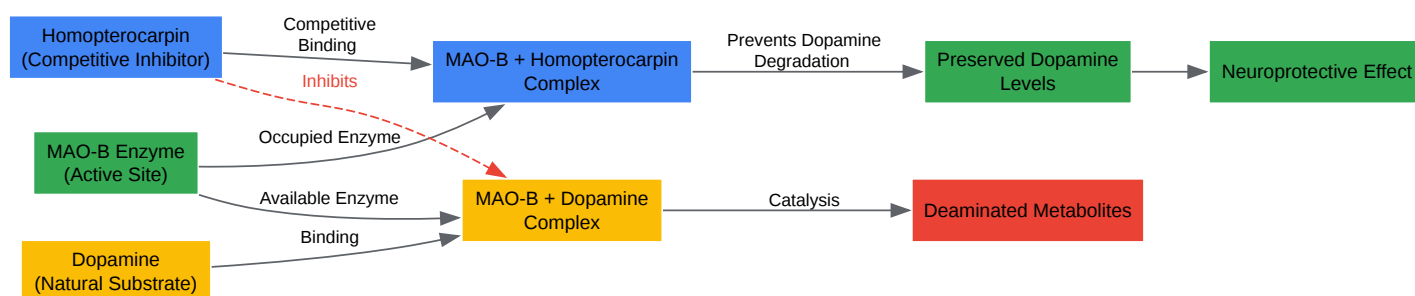 Homopterocarpin
(Competitive Inhibitor)
Competitive
Binding
Inhibits
MAO-B + Homopterocarpin
Complex
Prevents Dopamine
Degradation
Preserved Dopamine
Levels
Neuroprotective Effect
MAO-B Enzyme
(Active Site)
Occupied Enzyme
Available Enzyme
MAO-B + Dopamine
Complex
Catalysis
Deaminated Metabolites
Dopamine
(Natural Substrate)
Binding